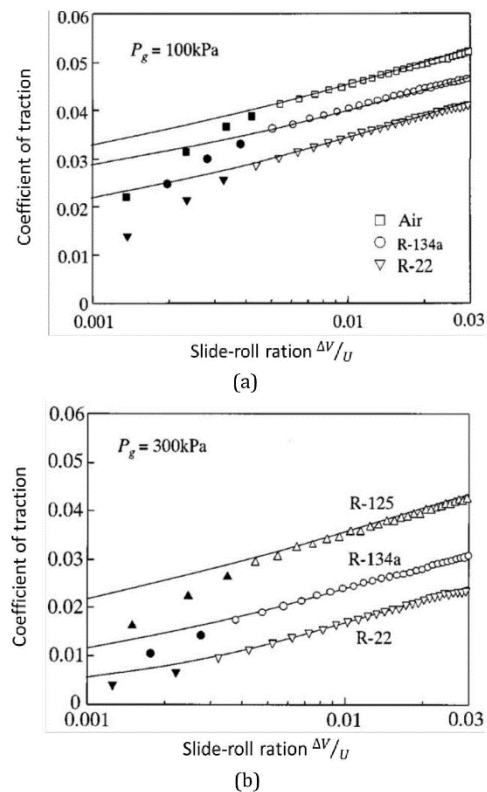 0.06
P_g = 100kPa
0.05
0.04
0.03
0.02
0.01
0
Coefficient of traction
Air
R-134a
R-22
0.001
0.01
0.03
Slide-roll ration ΔV/U
(a)
0.06
P_g = 300kPa
0.05
0.04
0.03
0.02
0.01
0
Coefficient of traction
R-125
R-134a
R-22
0.001
0.01
0.03
Slide-roll ration ΔV/U
(b)